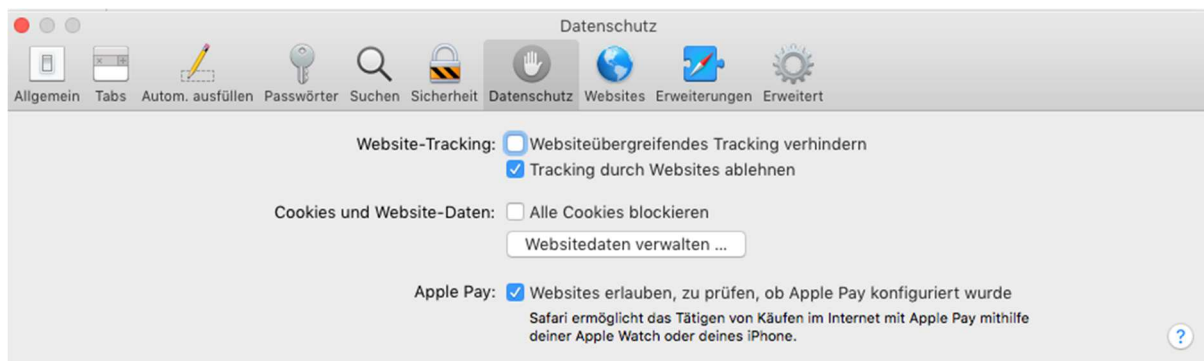 Datenschutz
Allgemein Tabs Autom. ausfüllen Passwörter Suchen Sicherheit Datenschutz Websites Erweiterungen Erweitert
Website-Tracking: Websiteübergreifendes Tracking verhindern
Tracking durch Websites ablehnen
Cookies und Website-Daten: Alle Cookies blockieren
Websitedaten verwalten ...
Apple Pay: Websites erlauben, zu prüfen, ob Apple Pay konfiguriert wurde
Safari ermöglicht das Tätigen von Käufen im Internet mit Apple Pay mithilfe
deiner Apple Watch oder deines iPhone.
?